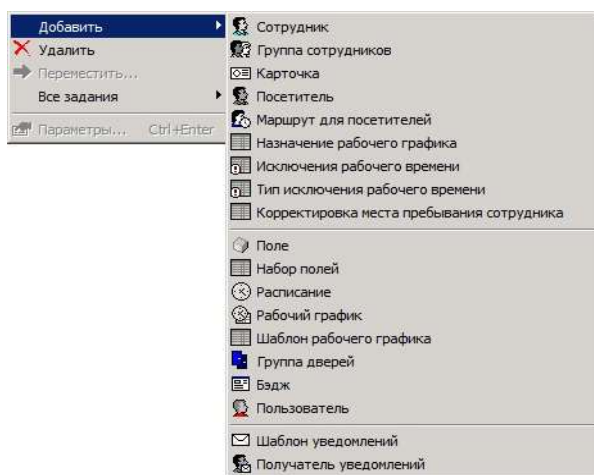 Добавить
Удалить
Переместить...
Все задания
Параметры... Ctrl+Enter
Сотрудник
Группа сотрудников
Карточка
Посетитель
Маршрут для посетителей
Назначение рабочего графика
Исключения рабочего времени
Тип исключения рабочего времени
Корректировка места пребывания сотрудника
Поле
Набор полей
Расписание
Рабочий график
Шаблон рабочего графика
Группа дверей
Бэдж
Пользователь
Шаблон уведомлений
Получатель уведомлений